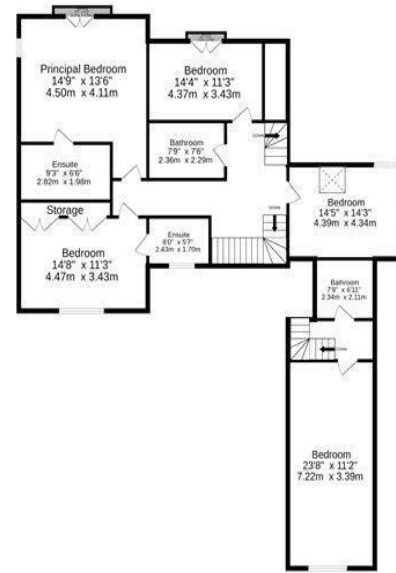 Principal Bedroom
14'9" x 13'6"
4.50m x 4.11m
Bedroom
14'4" x 11'3"
4.37m x 3.43m
Bathroom
7'9" x 7'6"
2.36m x 2.29m
DOWN
Ensuite
9'3" x 6'6"
2.82m x 1.98m
Bedroom
14'5" x 14'3"
4.39m x 4.34m
Storage
DOWN
Bedroom
14'8" x 11'3"
4.47m x 3.43m
Ensuite
8'0" x 5'7"
2.43m x 1.70m
Bathroom
7'8" x 6'11"
2.34m x 2.11m
DOWN
Bedroom
23'8" x 11'2"
7.22m x 3.39m